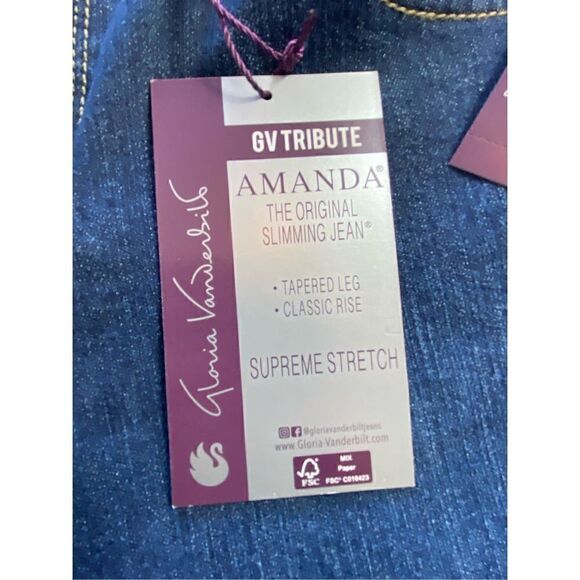 GV TRIBUTE
AMANDA®
THE ORIGINAL
SLIMMING JEAN®
• TAPERED LEG
• CLASSIC RISE
SUPREME STRETCH
@gloriavanderbiltjeans
www.Gloria-Vanderbilt.com
FSC
MIX
Paper
FSC® C016423
Gloria Vanderbilt